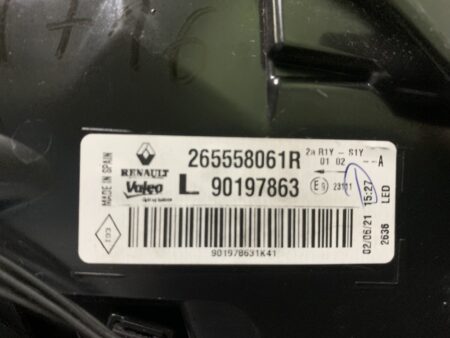 MADE IN SPAIN
RENAULT
Valeo
265558061R
L 90197863
2a R1Y - S1Y
01 02 --A
E9 23111
02/06/21 15:27
2636 LED
901978631K41